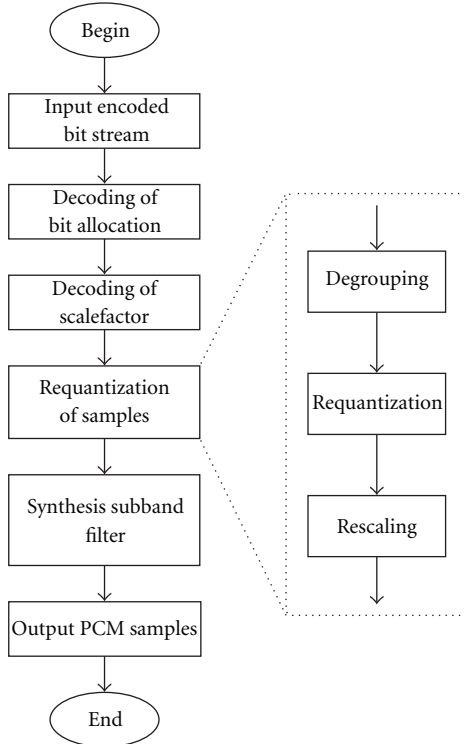 Begin
Input encoded
bit stream
Decoding of
bit allocation
Decoding of
scalefactor
Requantization
of samples
Synthesis subband
filter
Output PCM samples
End
Degrouping
Requantization
Rescaling